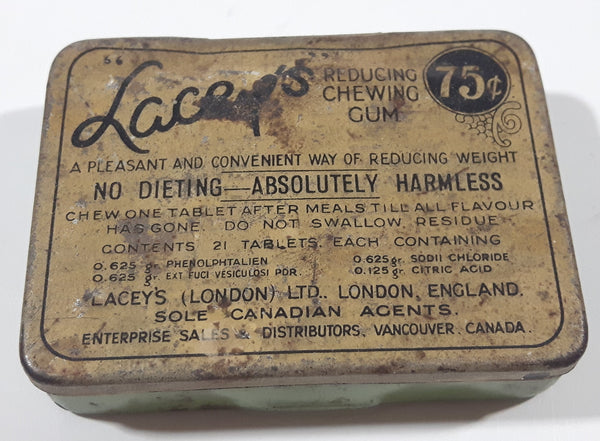 "Lacey's
REDUCING
CHEWING
GUM
75¢
A PLEASANT AND CONVENIENT WAY OF REDUCING WEIGHT
NO DIETING—ABSOLUTELY HARMLESS
CHEW ONE TABLET AFTER MEALS TILL ALL FLAVOUR
HAS GONE. DO NOT SWALLOW RESIDUE
CONTENTS 21 TABLETS, EACH CONTAINING
0.625 gr. PHENOLPHTALIEN 0.625 gr. SODII CHLORIDE
0.625 gr. EXT FUCI VESICULOSI PDR. 0.125 gr. CITRIC ACID
LACEY'S (LONDON) LTD., LONDON, ENGLAND.
SOLE CANADIAN AGENTS.
ENTERPRISE SALES & DISTRIBUTORS, VANCOUVER, CANADA.